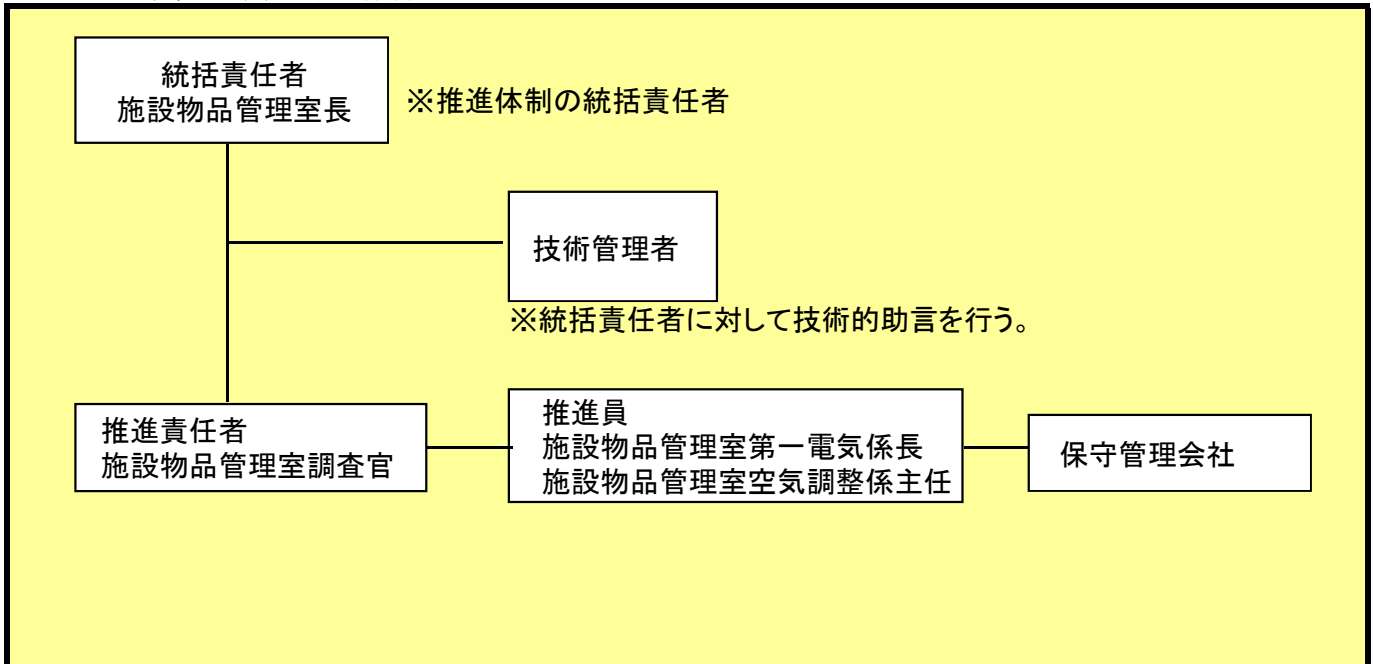 統括責任者
施設物品管理室長
※推進体制の統括責任者
技術管理者
※統括責任者に対して技術的助言を行う。
推進責任者
施設物品管理室調査官
推進員
施設物品管理室第一電気係長
施設物品管理室空気調整係主任
保守管理会社